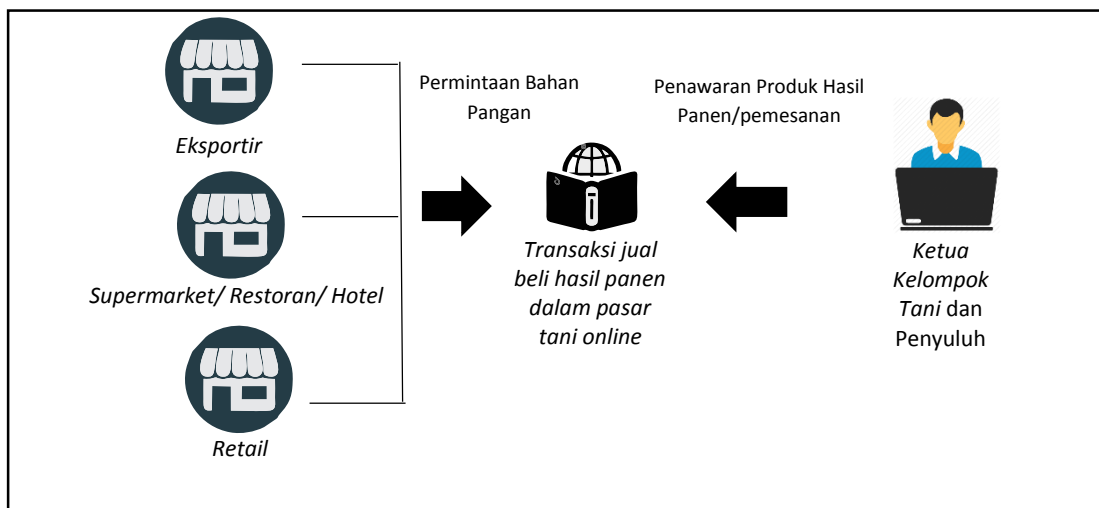 Eksportir
Supermarket/ Restoran/ Hotel
Retail
Permintaan Bahan
Pangan
Transaksi jual
beli hasil panen
dalam pasar
tani online
Penawaran Produk Hasil
Panen/pemesanan
Ketua
Kelompok
Tani dan
Penyuluh